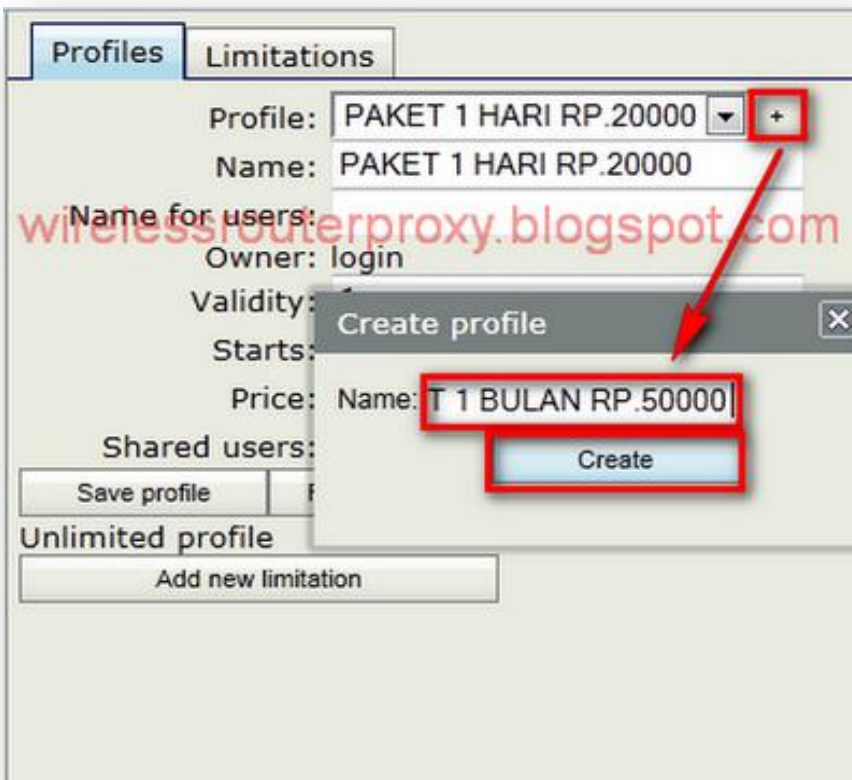 Profiles Limitations
Profile: PAKET 1 HARI RP.20000 +
Name: PAKET 1 HARI RP.20000
Name for users:
wirelessrouterproxy.blogspot.com
Owner: login
Validity:
Create profile
Starts:
Price: Name: T 1 BULAN RP.50000
Shared users: Create
Save profile
Unlimited profile
Add new limitation